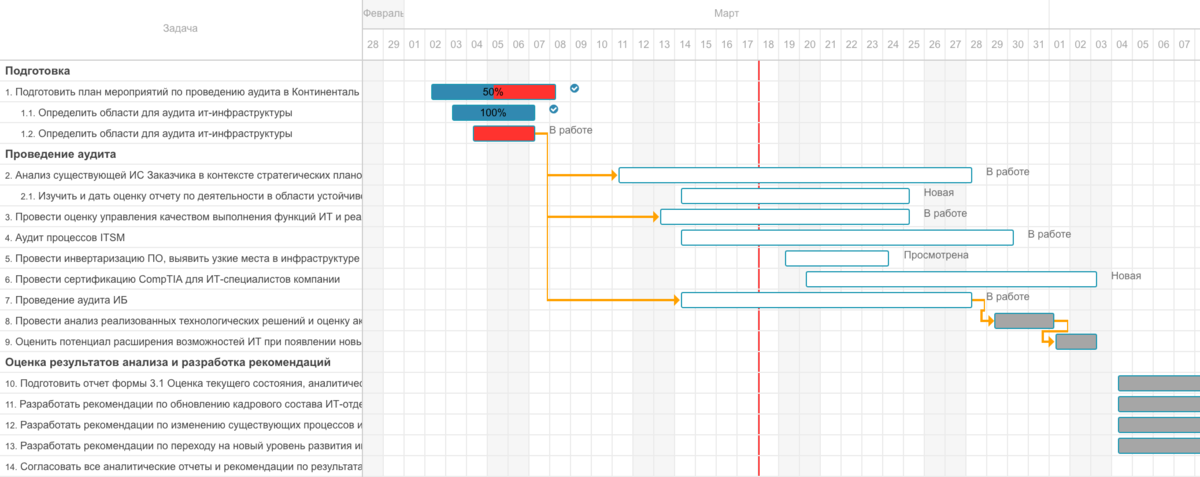 Февраль Март
Задача
28 29 01 02 03 04 05 06 07 08 09 10 11 12 13 14 15 16 17 18 19 20 21 22 23 24 25 26 27 28 29 30 31 01 02 03 04 05 06 07
Подготовка
1. Подготовить план мероприятий по проведению аудита в Континенталь 50%
1.1. Определить области для аудита ит-инфраструктуры 100%
1.2. Определить области для аудита ит-инфраструктуры В работе
Проведение аудита
2. Анализ существующей ИС Заказчика в контексте стратегических плано В работе
2.1. Изучить и дать оценку отчету по деятельности в области устойчиво Новая
3. Провести оценку управления качеством выполнения функций ИТ и реа В работе
4. Аудит процессов ITSM В работе
5. Провести инвертаризацию ПО, выявить узкие места в инфраструктуре Просмотрена
6. Провести сертификацию CompTIA для ИТ-специалистов компании Новая
7. Проведение аудита ИБ В работе
8. Провести анализ реализованных технологических решений и оценку ак
9. Оценить потенциал расширения возможностей ИТ при появлении новы
Оценка результатов анализа и разработка рекомендаций
10. Подготовить отчет формы 3.1 Оценка текущего состояния, аналитичес
11. Разработать рекомендации по обновлению кадрового состава ИТ-отде
12. Разработать рекомендации по изменению существующих процессов и
13. Разработать рекомендации по переходу на новый уровень развития и
14. Согласовать все аналитические отчеты и рекомендации по результата